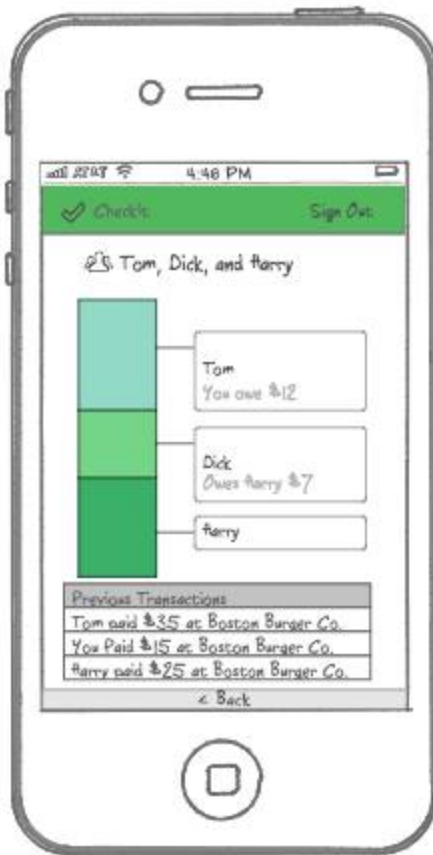 AT&T 4:48 PM
Sign Out
Tom, Dick, and Harry
Tom
You owe $12
Dick
Owes Harry $7
Harry
Previous Transactions
Tom paid $35 at Boston Burger Co.
You Paid $15 at Boston Burger Co.
Harry paid $25 at Boston Burger Co.
< Back